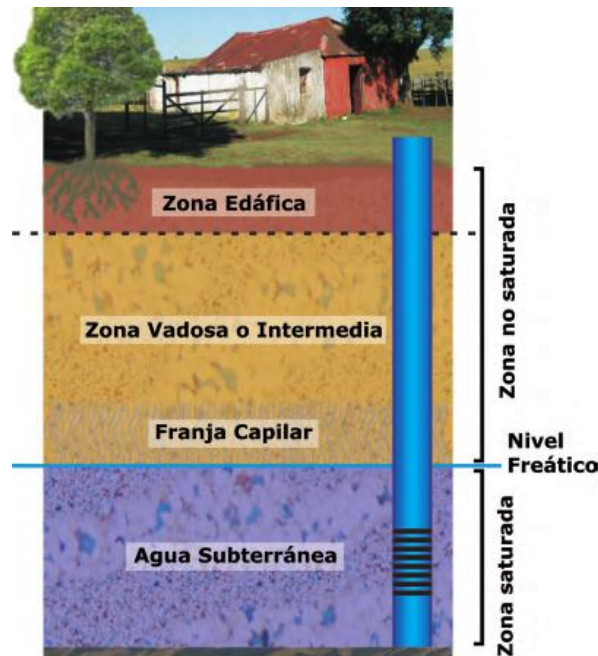 Zona Edáfica
Zona Vadosa o Intermedia
Franja Capilar
Agua Subterránea
Zona no saturada
Nivel
Freático
Zona saturada